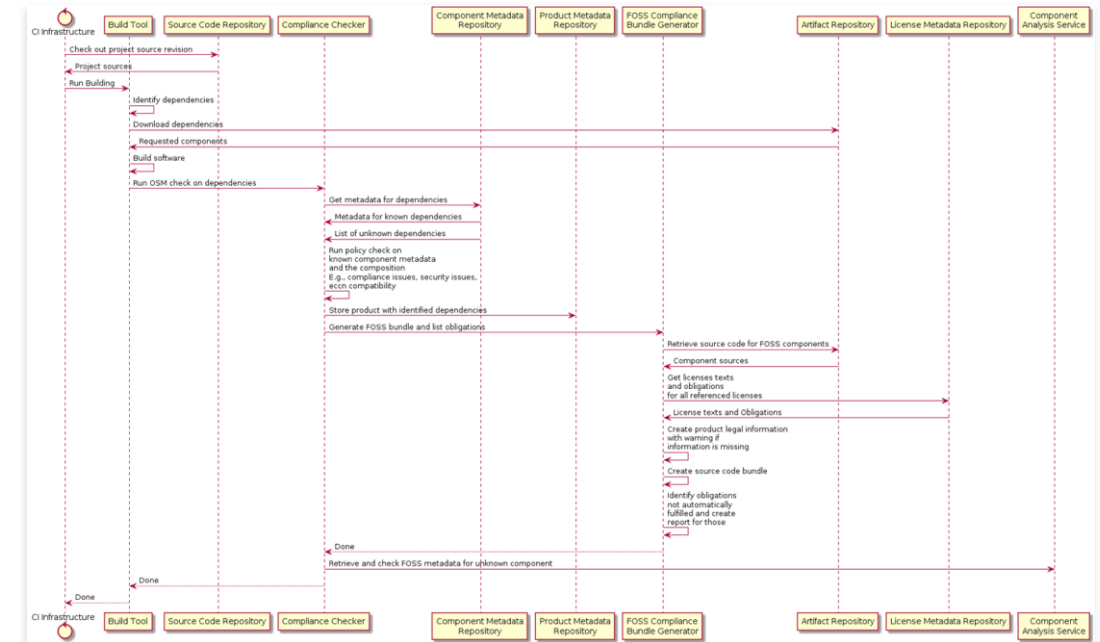 CI Infrastructure
Build Tool
Source Code Repository
Compliance Checker
Component Metadata
Repository
Product Metadata
Repository
FOSS Compliance
Bundle Generator
Artifact Repository
License Metadata Repository
Component
Analysis Service
Check out project source revision
Project sources
Run Building
Identify dependencies
Download dependencies
Requested components
Build software
Run OSM check on dependencies
Get metadata for dependencies
Metadata for known dependencies
List of unknown dependencies
Run policy check on
known component metadata
and the composition
E.g., compliance issues, security issues,
eccn compatibility
Store product with identified dependencies
Generate FOSS bundle and list obligations
Retrieve source code for FOSS components
Component sources
Get licenses texts
and obligations
for all referenced licenses
License texts and Obligations
Create product legal information
with warning if
information is missing
Create source code bundle
Identify obligations
not automatically
fulfilled and create
report for those
Done
Retrieve and check FOSS metadata for unknown component
Done
Done
CI Infrastructure
Build Tool
Source Code Repository
Compliance Checker
Component Metadata
Repository
Product Metadata
Repository
FOSS Compliance
Bundle Generator
Artifact Repository
License Metadata Repository
Component
Analysis Service